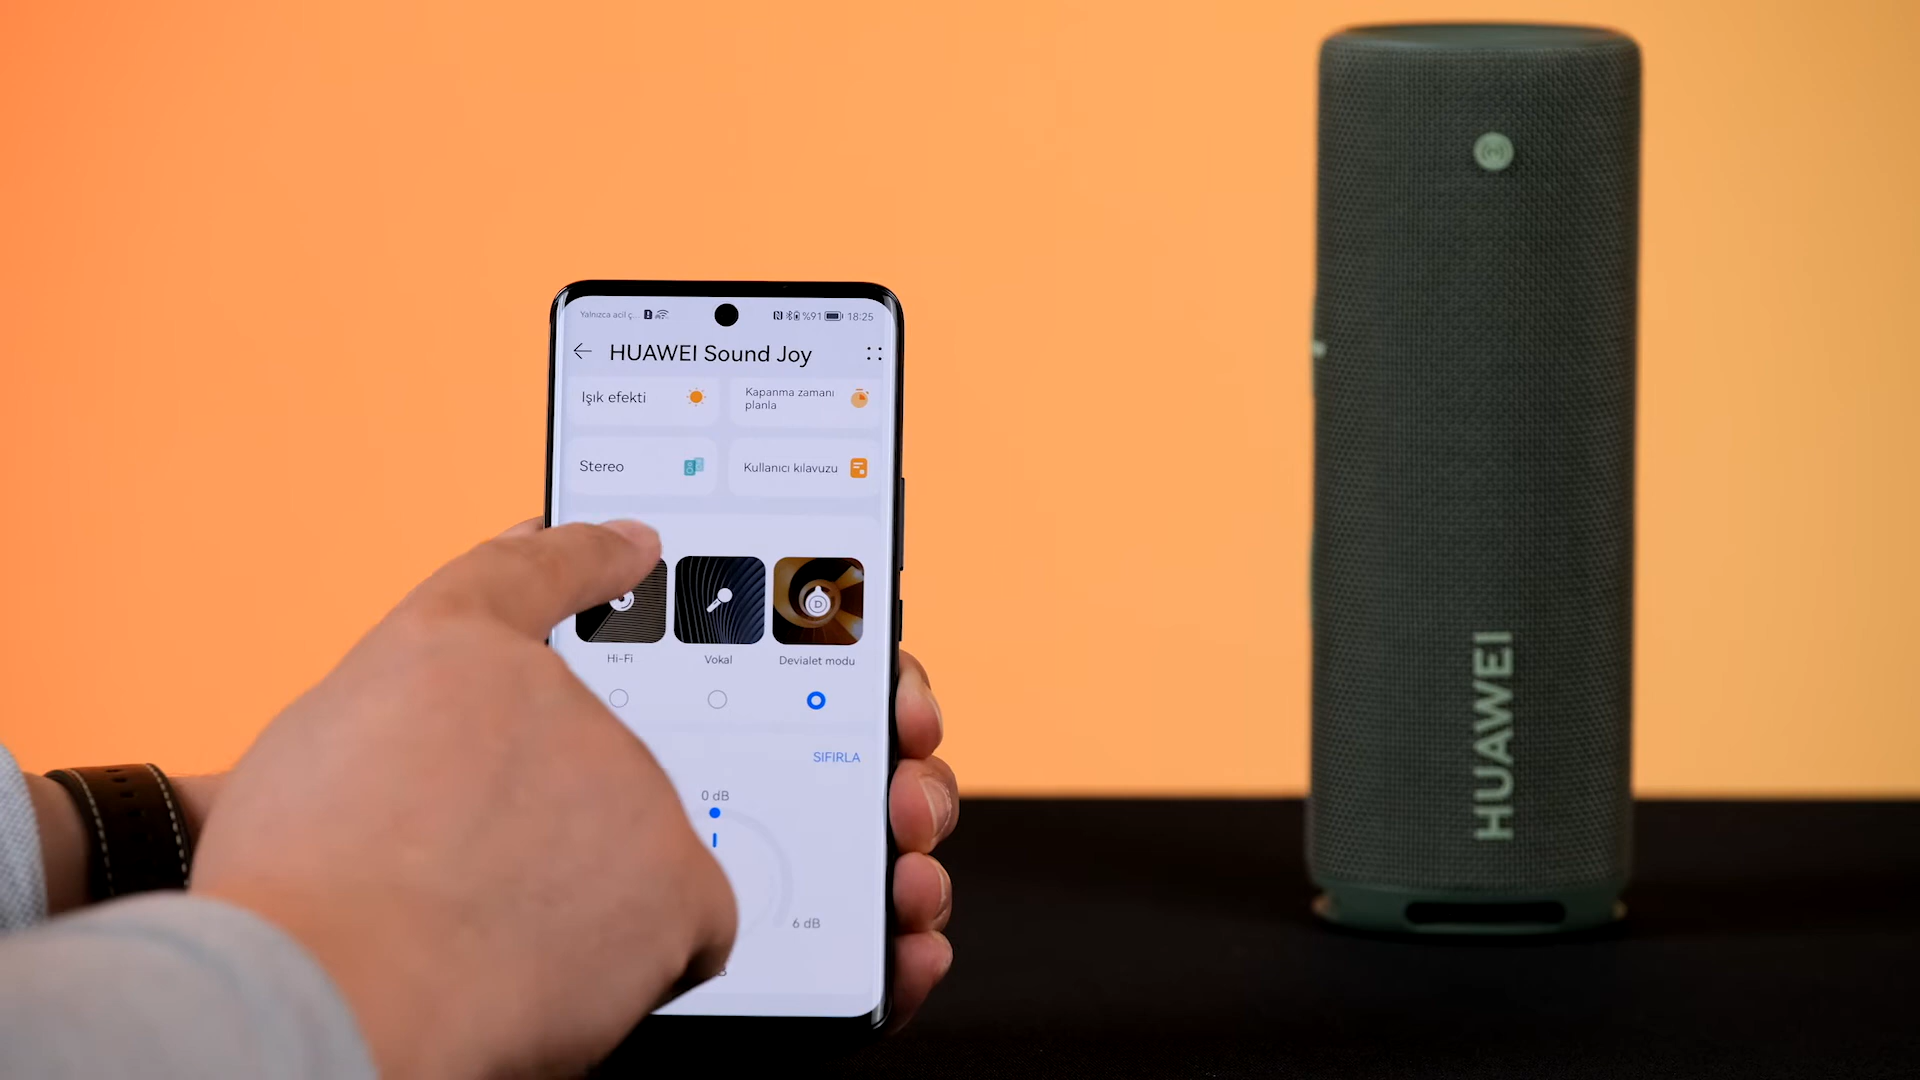 Yalnızca acil ç...
%91 18:25
HUAWEI Sound Joy
Işık efekti
Kapanma zamanı
planla
Stereo
Kullanıcı kılavuzu
Hi-Fi
Vokal
Devialet modu
SIFIRLA
0 dB
6 dB
HUAWEI